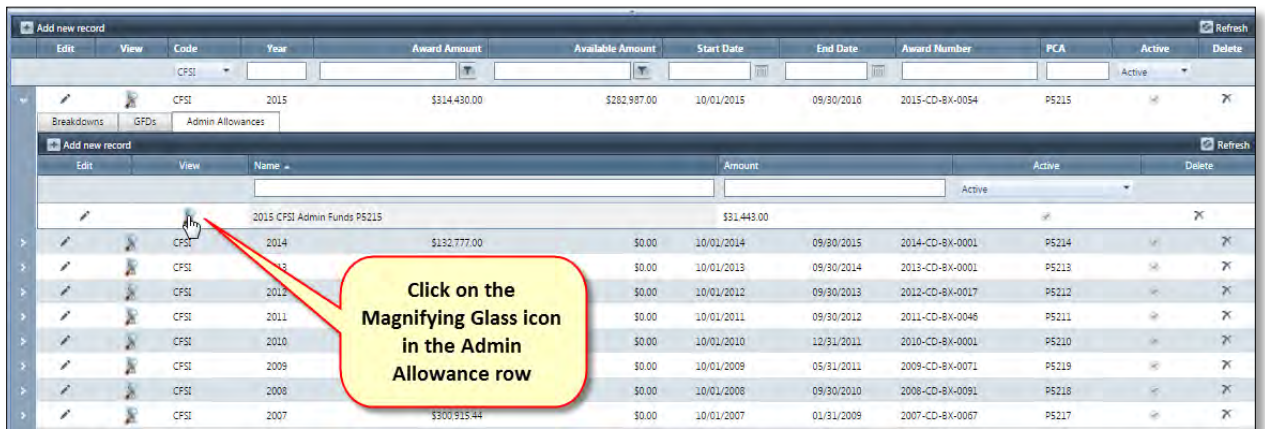 Add new record Refresh
Edit View Code Year Award Amount Available Amount Start Date End Date Award Number PCA Active Delete
CFSI Active
CFSI 2015 $314,430.00 $282,987.00 10/01/2015 09/30/2016 2015-CD-BX-0054 P5215
Breakdowns GFDs Admin Allowances
Add new record Refresh
Edit View Name Amount Active Delete
Active
2015 CFSI Admin Funds P5215 $31,443.00
CFSI 2014 $132,777.00 $0.00 10/01/2014 09/30/2015 2014-CD-BX-0001 P5214
CFSI $0.00 10/01/2013 09/30/2014 2013-CD-BX-0001 P5213
CFSI 2012 $0.00 10/01/2012 09/30/2013 2012-CD-BX-0017 P5212
CFSI 2011 $0.00 10/01/2011 09/30/2012 2011-CD-BX-0046 P5211
CFSI 2010 $0.00 10/01/2010 12/31/2011 2010-CD-BX-0001 P5210
CFSI 2009 $0.00 10/01/2009 05/31/2011 2009-CD-BX-0071 P5219
CFSI 2008 $0.00 10/01/2008 09/30/2010 2008-CD-BX-0091 P5218
CFSI 2007 $300,915.44 $0.00 10/01/2007 01/31/2009 2007-CD-BX-0067 P5217
Click on the
Magnifying Glass icon
in the Admin
Allowance row